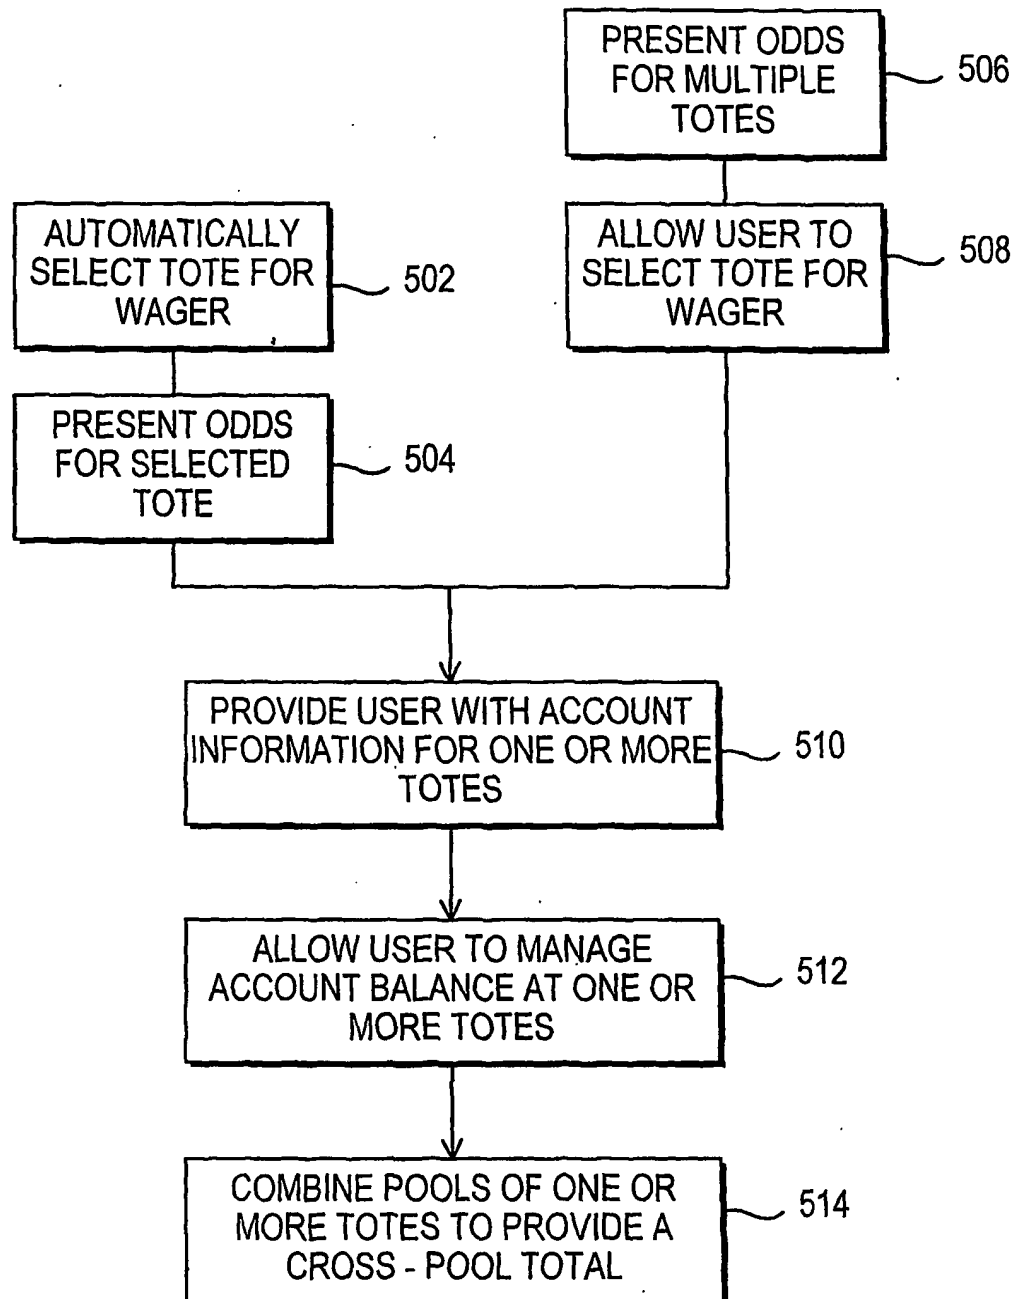 PRESENT ODDS
FOR MULTIPLE
TOTES
506
AUTOMATICALLY
SELECT TOTE FOR
WAGER
502
ALLOW USER TO
SELECT TOTE FOR
WAGER
508
PRESENT ODDS
FOR SELECTED
TOTE
504
PROVIDE USER WITH ACCOUNT
INFORMATION FOR ONE OR MORE
TOTES
510
ALLOW USER TO MANAGE
ACCOUNT BALANCE AT ONE OR
MORE TOTES
512
COMBINE POOLS OF ONE OR
MORE TOTES TO PROVIDE A
CROSS - POOL TOTAL
514